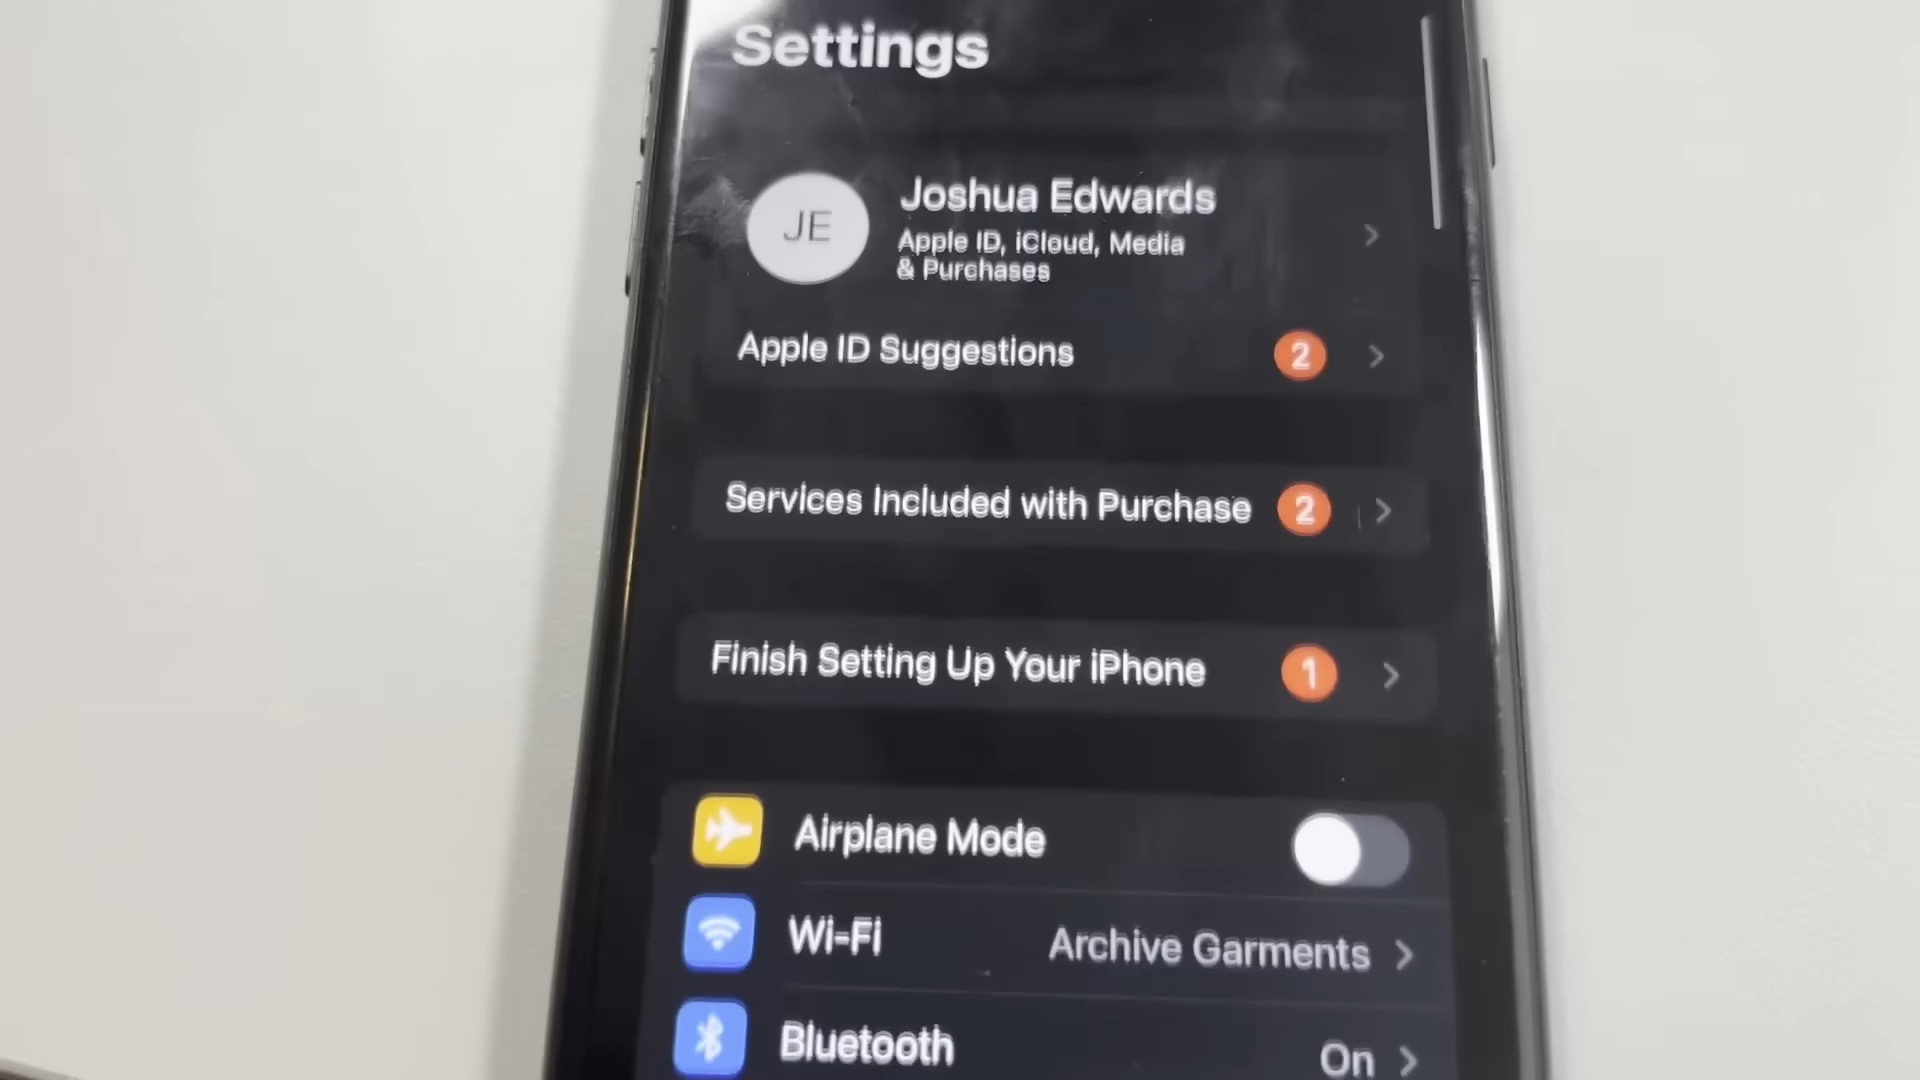 Settings
JE
Joshua Edwards
Apple ID, iCloud, Media
& Purchases
Apple ID Suggestions 2
Services Included with Purchase 2
Finish Setting Up Your iPhone 1
Airplane Mode
Wi-Fi Archive Garments
Bluetooth On